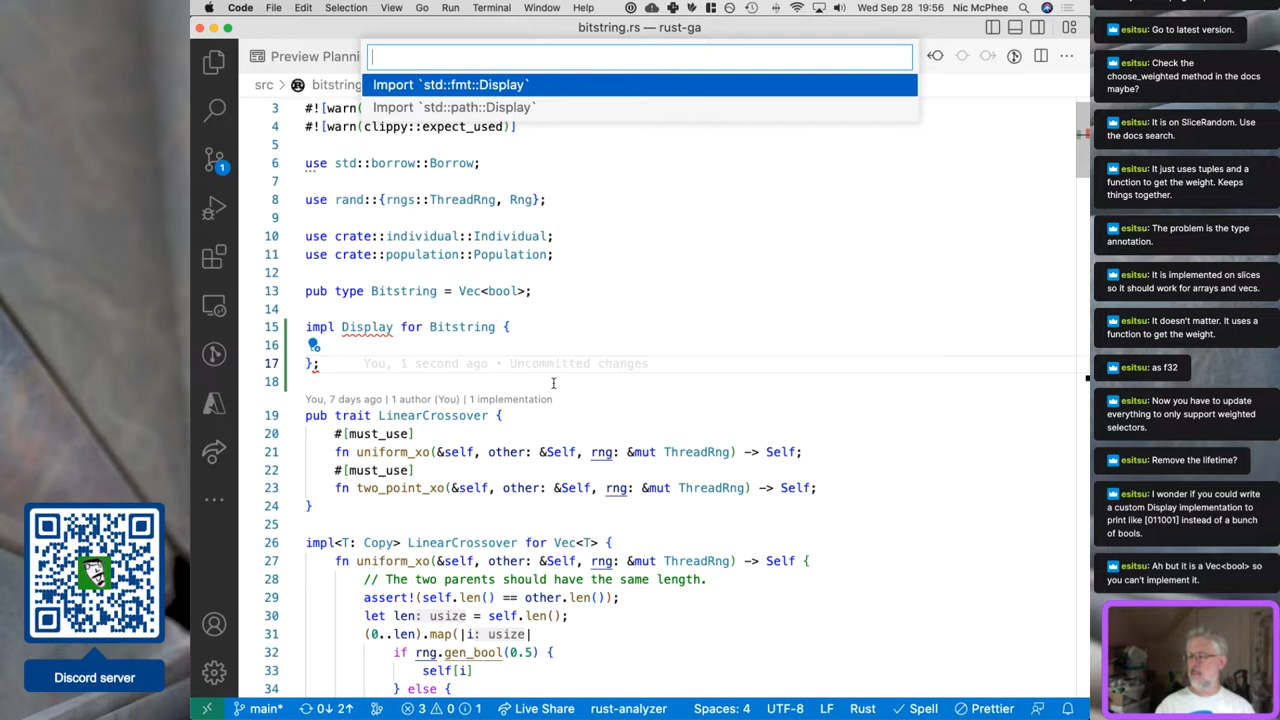 Code File Edit Selection View Go Run Terminal Window Help Wed Sep 28 19:56 Nic McPhee
bitstring.rs — rust-ga
Preview Planni
src bitstring
Import `std::fmt::Display`
Import `std::path::Display`
3 #![warn(
4 #![warn(clippy::expect_used)]
5
6 use std::borrow::Borrow;
7
8 use rand::{rngs::ThreadRng, Rng};
9
10 use crate::individual::Individual;
11 use crate::population::Population;
12
13 pub type Bitstring = Vec<bool>;
14
15 impl Display for Bitstring {
16
17 }; You, 1 second ago • Uncommitted changes
18
You, 7 days ago | 1 author (You) | 1 implementation
19 pub trait LinearCrossover {
20 #[must_use]
21 fn uniform_xo(&self, other: &Self, rng: &mut ThreadRng) -> Self;
22 #[must_use]
23 fn two_point_xo(&self, other: &Self, rng: &mut ThreadRng) -> Self;
24 }
25
26 impl<T: Copy> LinearCrossover for Vec<T> {
27 fn uniform_xo(&self, other: &Self, rng: &mut ThreadRng) -> Self {
28 // The two parents should have the same length.
29 assert!(self.len() == other.len());
30 let len: usize = self.len();
31 (0..len).map(|i: usize|
32 if rng.gen_bool(0.5) {
33 self[i]
34 } else {
1
main* 0↓ 2↑ 3 0 1 Live Share rust-analyzer Spaces: 4 UTF-8 LF Rust Spell Prettier
Discord server
esitsu: Go to latest version.
esitsu: Check the
choose_weighted method in the docs
maybe?
esitsu: It is on SliceRandom. Use
the docs search.
esitsu: It just uses tuples and a
function to get the weight. Keeps
things together.
esitsu: The problem is the type
annotation.
esitsu: It is implemented on slices
so it should work for arrays and vecs.
esitsu: It doesn't matter. It uses a
function to get the weight.
esitsu: as f32
esitsu: Now you have to update
everything to only support weighted
selectors.
esitsu: Remove the lifetime?
esitsu: I wonder if you could write
a custom Display implementation to
print like [011001] instead of a bunch
of bools.
esitsu: Ah but it is a Vec<bool> so
you can't implement it.